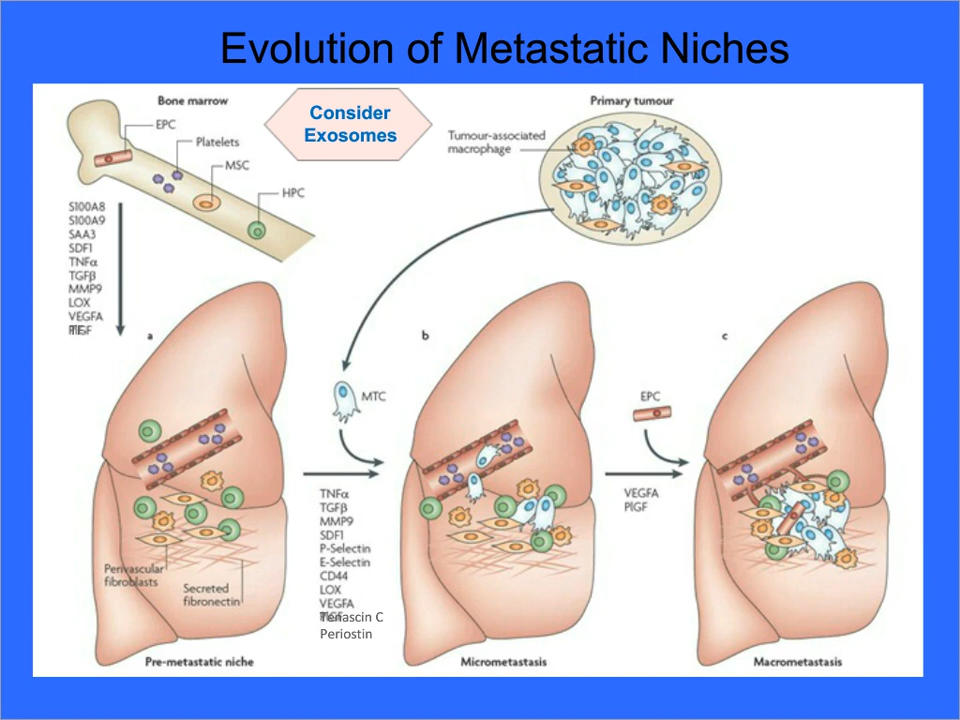 Evolution of Metastatic Niches
Bone marrow
Consider
Exosomes
Primary tumour
EPC
Platelets
MSC
HPC
Tumour-associated
macrophage
S100A8
S100A9
SAA3
SDF1
TNFα
TGFβ
MMP9
LOX
VEGFA
a
b
c
MTC
EPC
TNFα
TGFβ
MMP9
SDF1
P-Selectin
E-Selectin
CD44
LOX
VEGFA
Tenascin C
Periostin
VEGFA
PlGF
Perivascular
fibroblasts
Secreted
fibronectin
Pre-metastatic niche
Micrometastasis
Macrometastasis